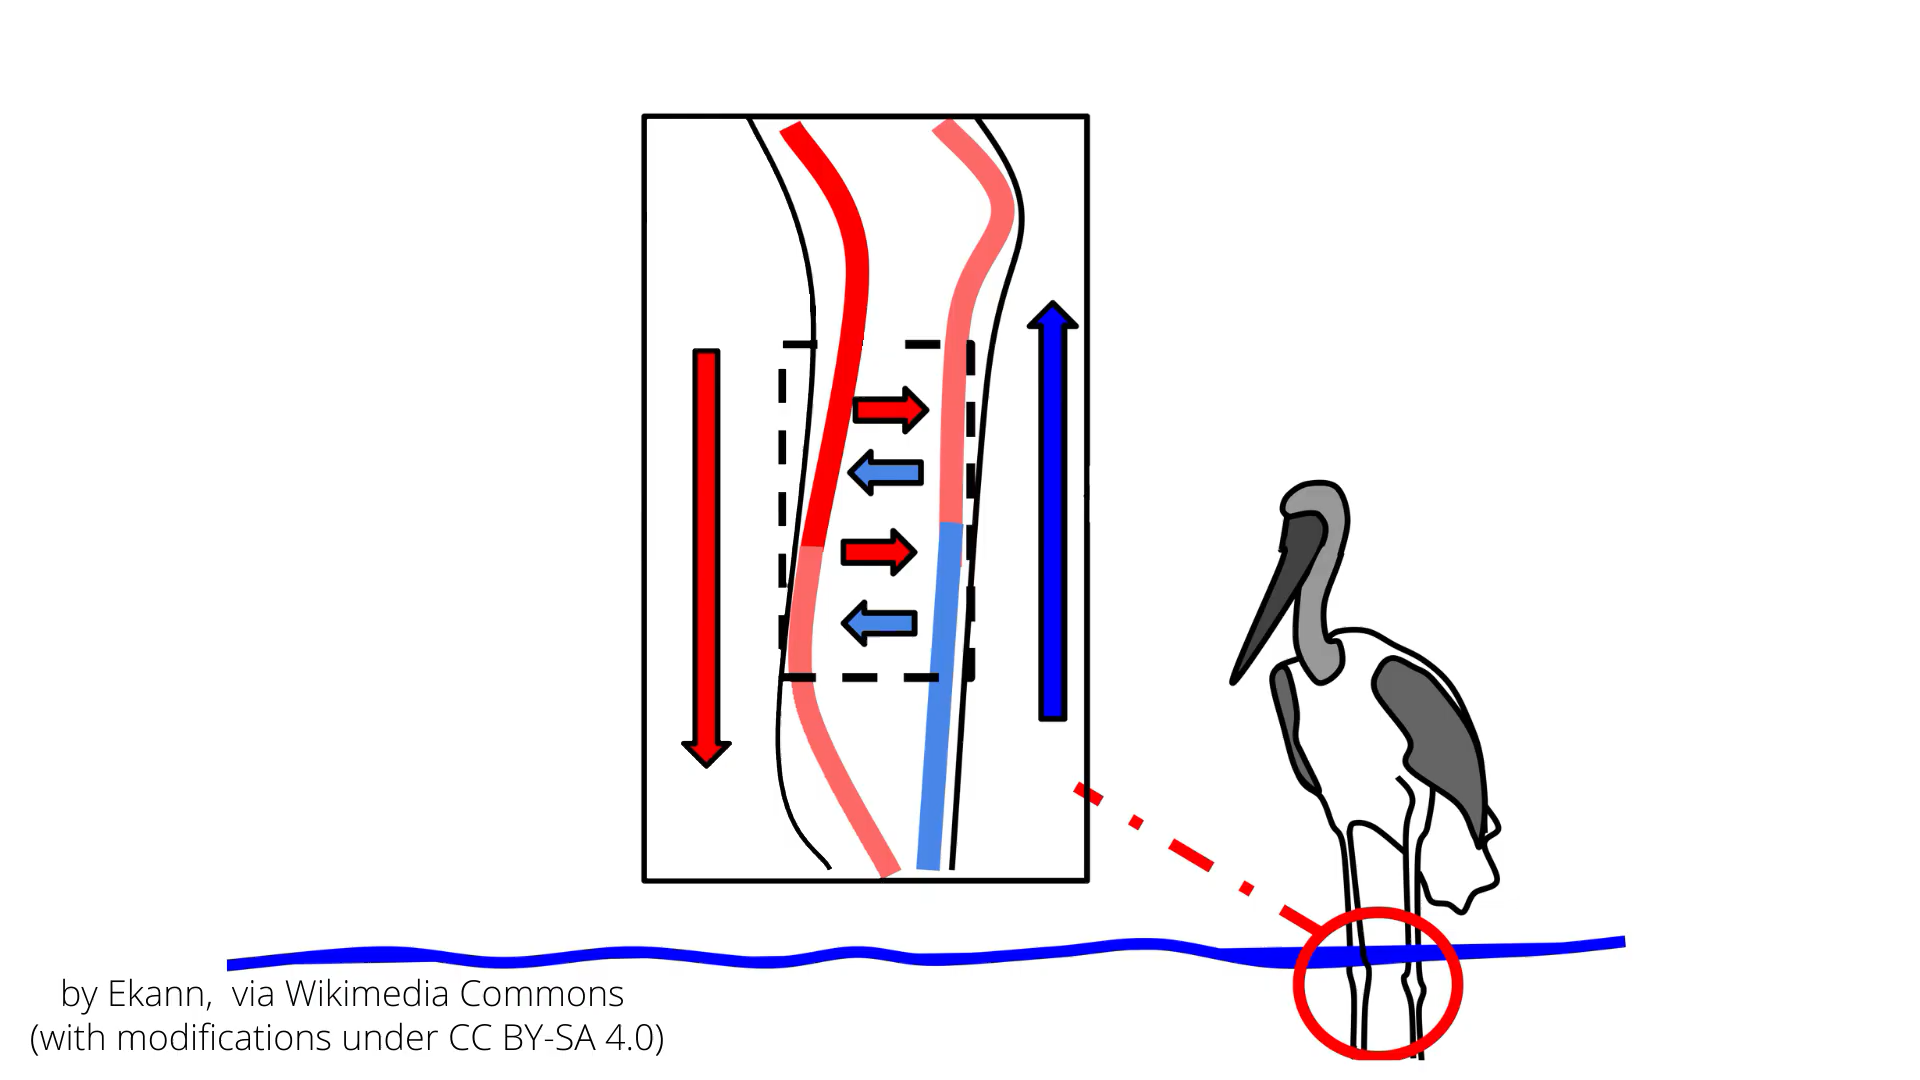 by Ekann,  via Wikimedia Commons
(with modifications under CC BY-SA 4.0)